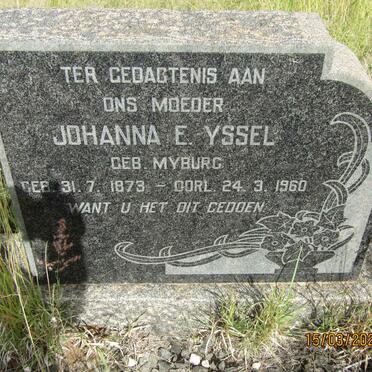 TER GEDAGTENIS AAN
ONS MOEDER
JOHANNA E. YSSEL
GEB. MYBURG
GEB. 31. 7. 1873 – OORL. 24. 3. 1960
WANT U HET DIT GEDOEN.
15/03/202